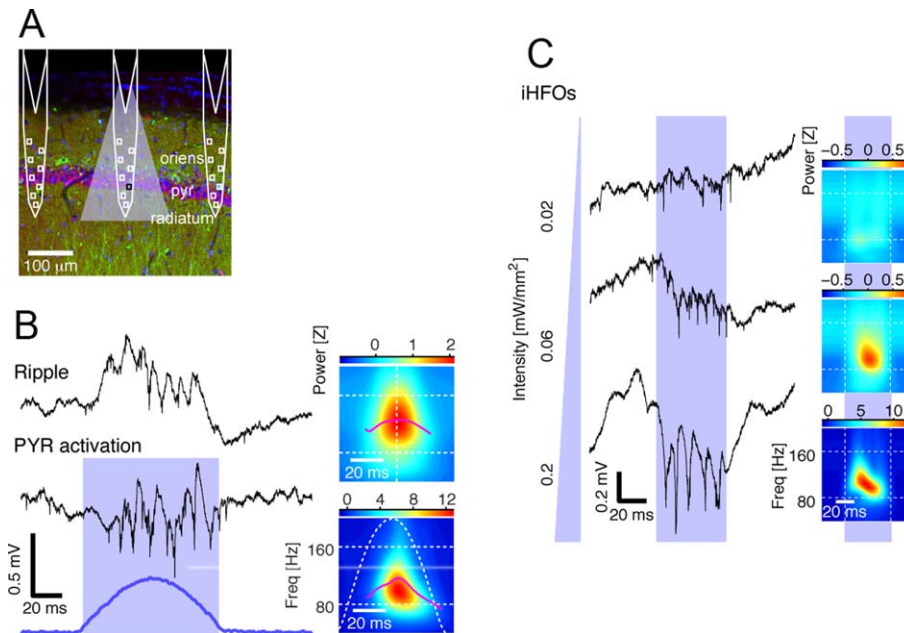 A
oriens
pyr
radiatum
100 µm
B
Ripple
PYR activation
0.5 mV
20 ms
Power [Z]
0 1 2
20 ms
0 4 8 12
Freq [Hz]
160
80
20 ms
C
iHFOs
Intensity [mW/mm²]
0.02
0.06
0.2
0.2 mV
20 ms
Power [Z]
−0.5 0 0.5
−0.5 0 0.5
0 5 10
Freq [Hz]
160
80
20 ms